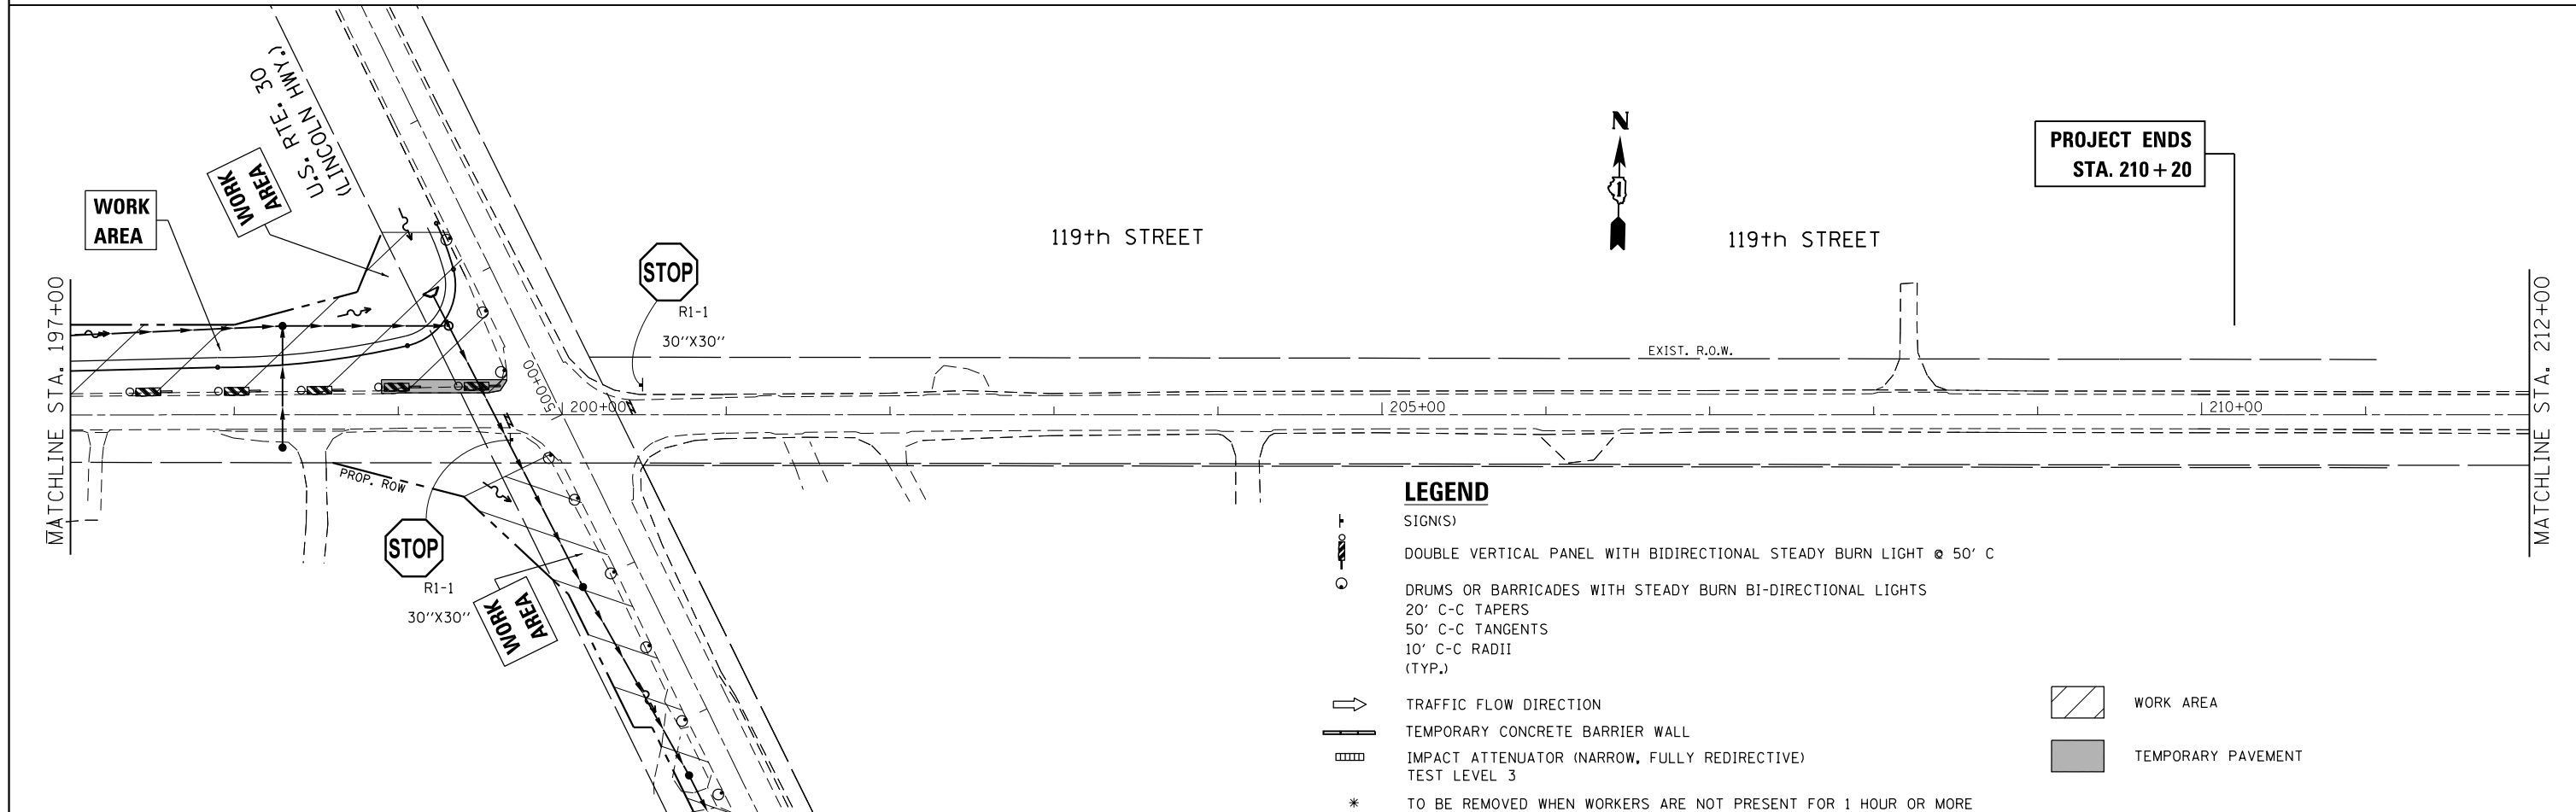 U.S. RTE. 30
(LINCOLN HWY.)
WORK
AREA
WORK
AREA
MATCHLINE STA. 197+00
STOP
R1-1
30''X30''
119th STREET
N
1
119th STREET
PROJECT ENDS
STA. 210+20
MATCHLINE STA. 212+00
EXIST. R.O.W.
500+00
200+00
205+00
210+00
PROP. ROW
STOP
R1-1
30''X30''
WORK
AREA
LEGEND
SIGN(S)
DOUBLE VERTICAL PANEL WITH BIDIRECTIONAL STEADY BURN LIGHT @ 50' C
DRUMS OR BARRICADES WITH STEADY BURN BI-DIRECTIONAL LIGHTS
20' C-C TAPERS
50' C-C TANGENTS
10' C-C RADII
(TYP.)
TRAFFIC FLOW DIRECTION
TEMPORARY CONCRETE BARRIER WALL
IMPACT ATTENUATOR (NARROW, FULLY REDIRECTIVE)
TEST LEVEL 3
* TO BE REMOVED WHEN WORKERS ARE NOT PRESENT FOR 1 HOUR OR MORE
WORK AREA
TEMPORARY PAVEMENT